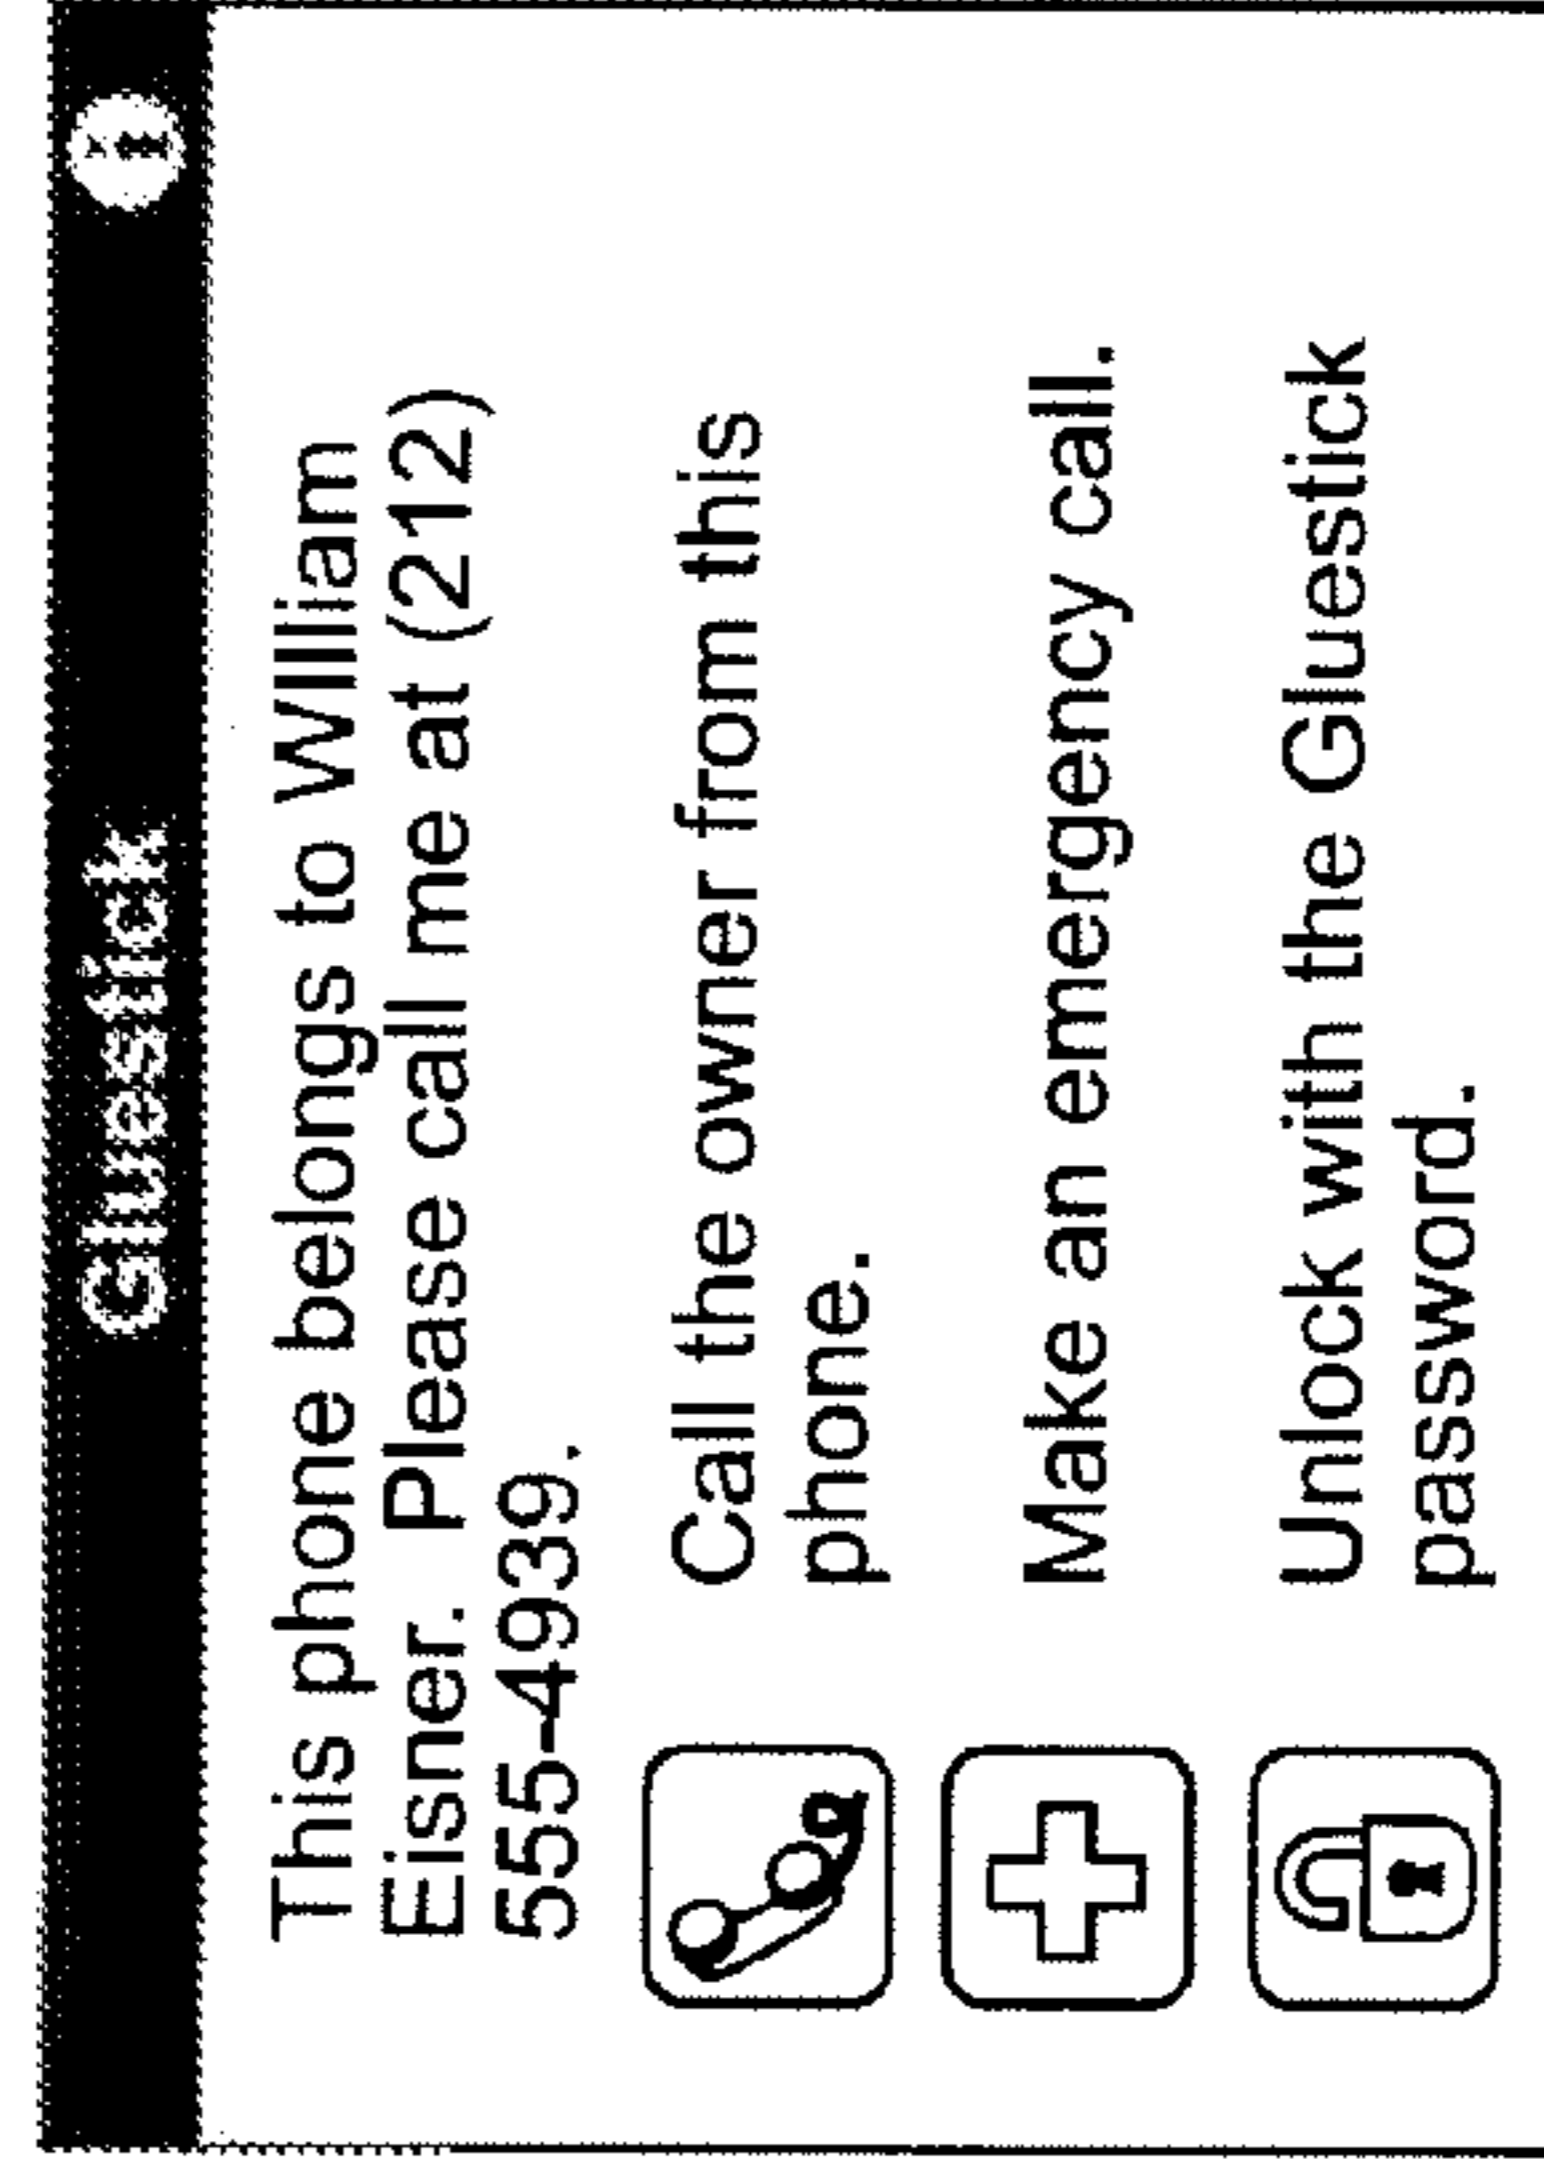 Gluestick
i
This phone belongs to William
Eisner. Please call me at (212)
555-4939.
Call the owner from this
phone.
Make an emergency call.
Unlock with the Gluestick
password.